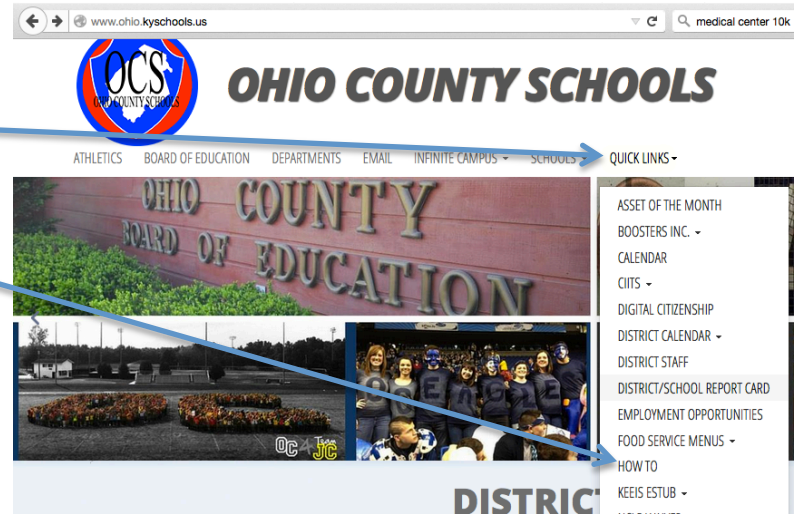 www.ohio.kyschools.us
medical center 10k
OCS
OHIO COUNTY SCHOOLS
OHIO COUNTY SCHOOLS
ATHLETICS BOARD OF EDUCATION DEPARTMENTS EMAIL INFINITE CAMPUS SCHOOLS QUICK LINKS
OHIO COUNTY
BOARD OF EDUCATION
ASSET OF THE MONTH
BOOSTERS INC.
CALENDAR
CIITS
DIGITAL CITIZENSHIP
DISTRICT CALENDAR
DISTRICT STAFF
DISTRICT/SCHOOL REPORT CARD
EMPLOYMENT OPPORTUNITIES
FOOD SERVICE MENUS
HOW TO
KEEIS ESTUB
OC 4 Team JC
DISTRIC